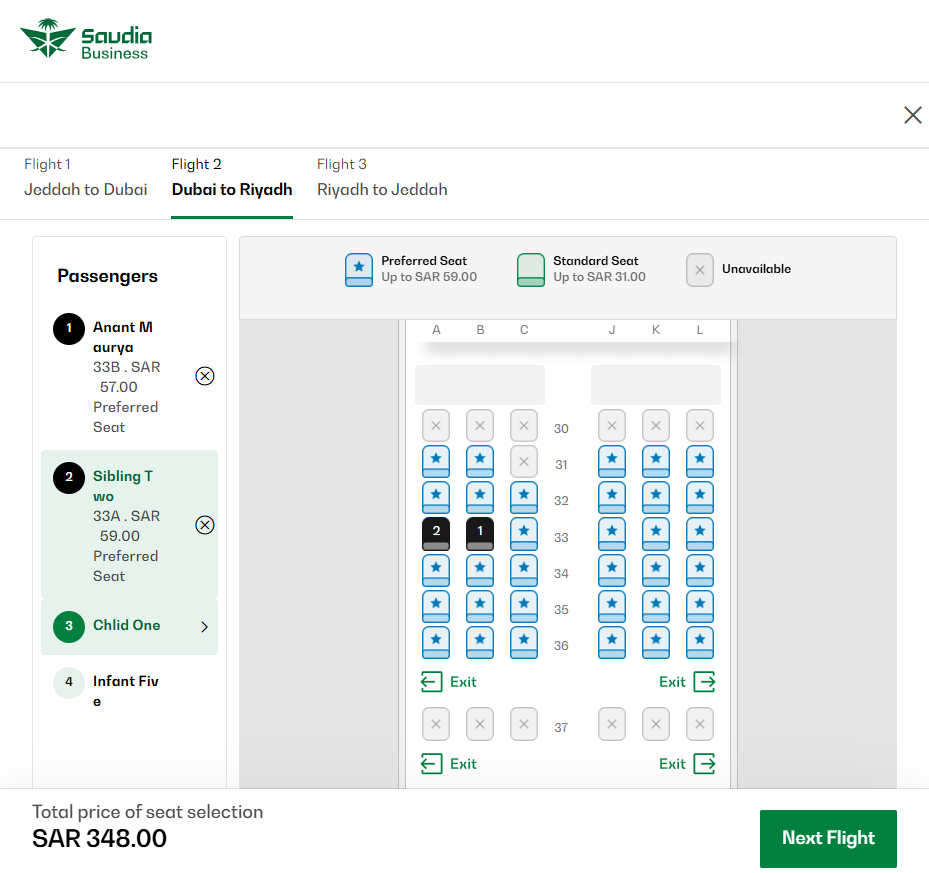 Saudia
Business
Flight 1
Jeddah to Dubai
Flight 2
Dubai to Riyadh
Flight 3
Riyadh to Jeddah
Passengers
1
Anant M
aurya
33B . SAR
57.00
Preferred
Seat
2
Sibling T
wo
33A . SAR
59.00
Preferred
Seat
3
Chlid One
4
Infant Fiv
e
Preferred Seat
Up to SAR 59.00
Standard Seat
Up to SAR 31.00
Unavailable
A B C J K L
30
31
32
2 1 33
34
35
36
Exit Exit
37
Exit Exit
Total price of seat selection
SAR 348.00
Next Flight